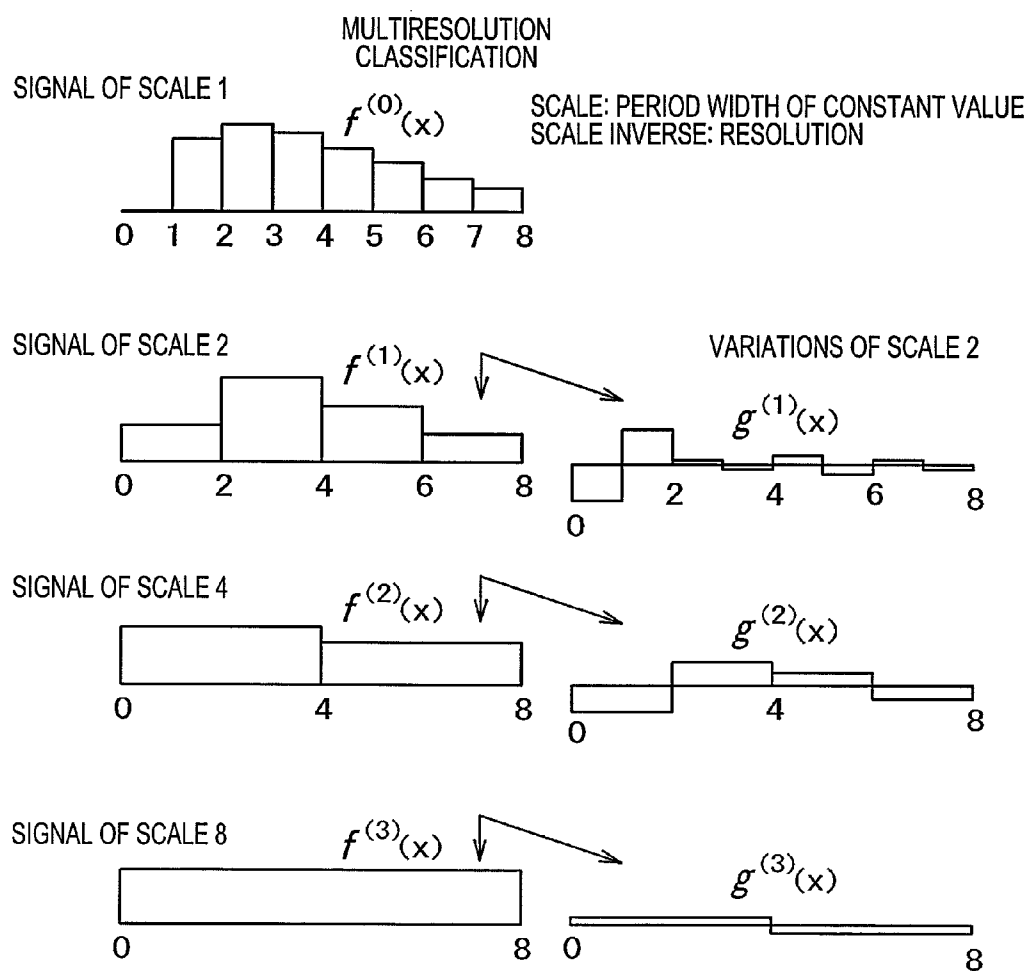 MULTIRESOLUTION
CLASSIFICATION
SIGNAL OF SCALE 1
f(0)(x)
SCALE: PERIOD WIDTH OF CONSTANT VALUE
SCALE INVERSE: RESOLUTION
0 1 2 3 4 5 6 7 8
SIGNAL OF SCALE 2
f(1)(x)
VARIATIONS OF SCALE 2
g(1)(x)
0 2 4 6 8
0 2 4 6 8
SIGNAL OF SCALE 4
f(2)(x)
g(2)(x)
0 4 8
0 4 8
SIGNAL OF SCALE 8
f(3)(x)
g(3)(x)
0 8
0 4 8